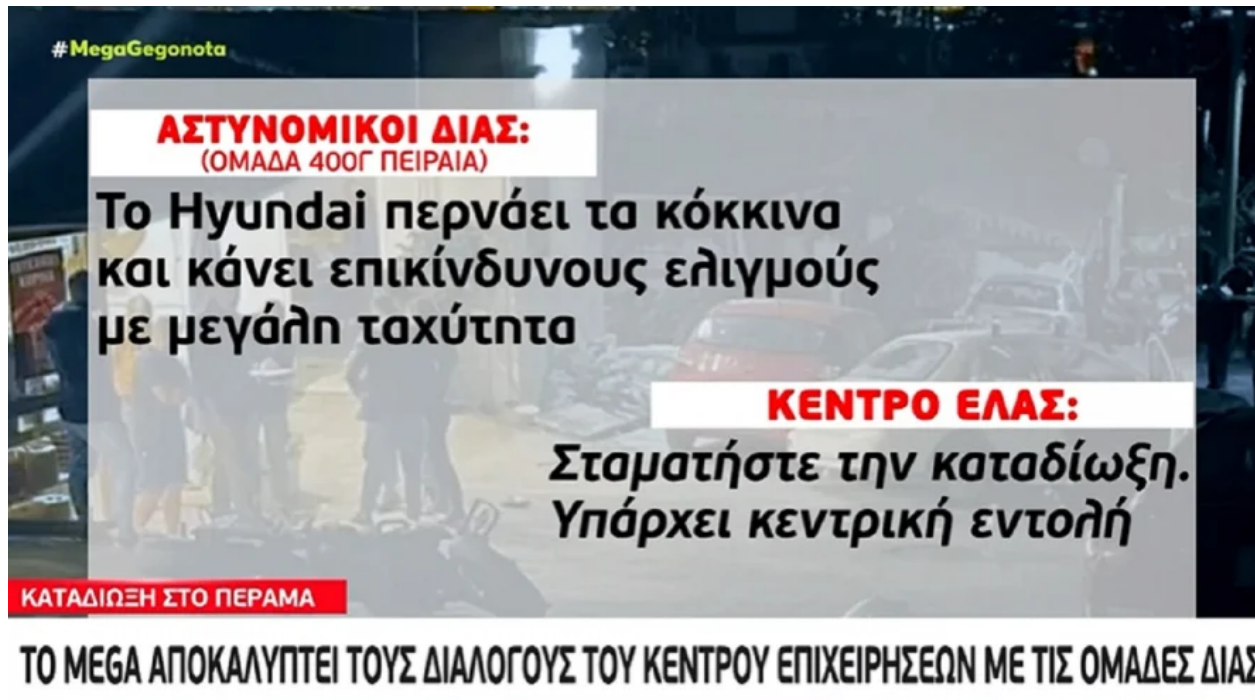 #MegaGegonota
ΑΣΤΥΝΟΜΙΚΟΙ ΔΙΑΣ:
(ΟΜΑΔΑ 400Γ ΠΕΙΡΑΙΑ)
Το Hyundai περνάει τα κόκκινα
και κάνει επικίνδυνους ελιγμούς
με μεγάλη ταχύτητα
ΚΕΝΤΡΟ ΕΛΑΣ:
Σταματήστε την καταδίωξη.
Υπάρχει κεντρική εντολή
ΚΑΤΑΔΙΩΞΗ ΣΤΟ ΠΕΡΑΜΑ
ΤΟ MEGA ΑΠΟΚΑΛΥΠΤΕΙ ΤΟΥΣ ΔΙΑΛΟΓΟΥΣ ΤΟΥ ΚΕΝΤΡΟΥ ΕΠΙΧΕΙΡΗΣΕΩΝ ΜΕ ΤΙΣ ΟΜΑΔΕΣ ΔΙΑΣ